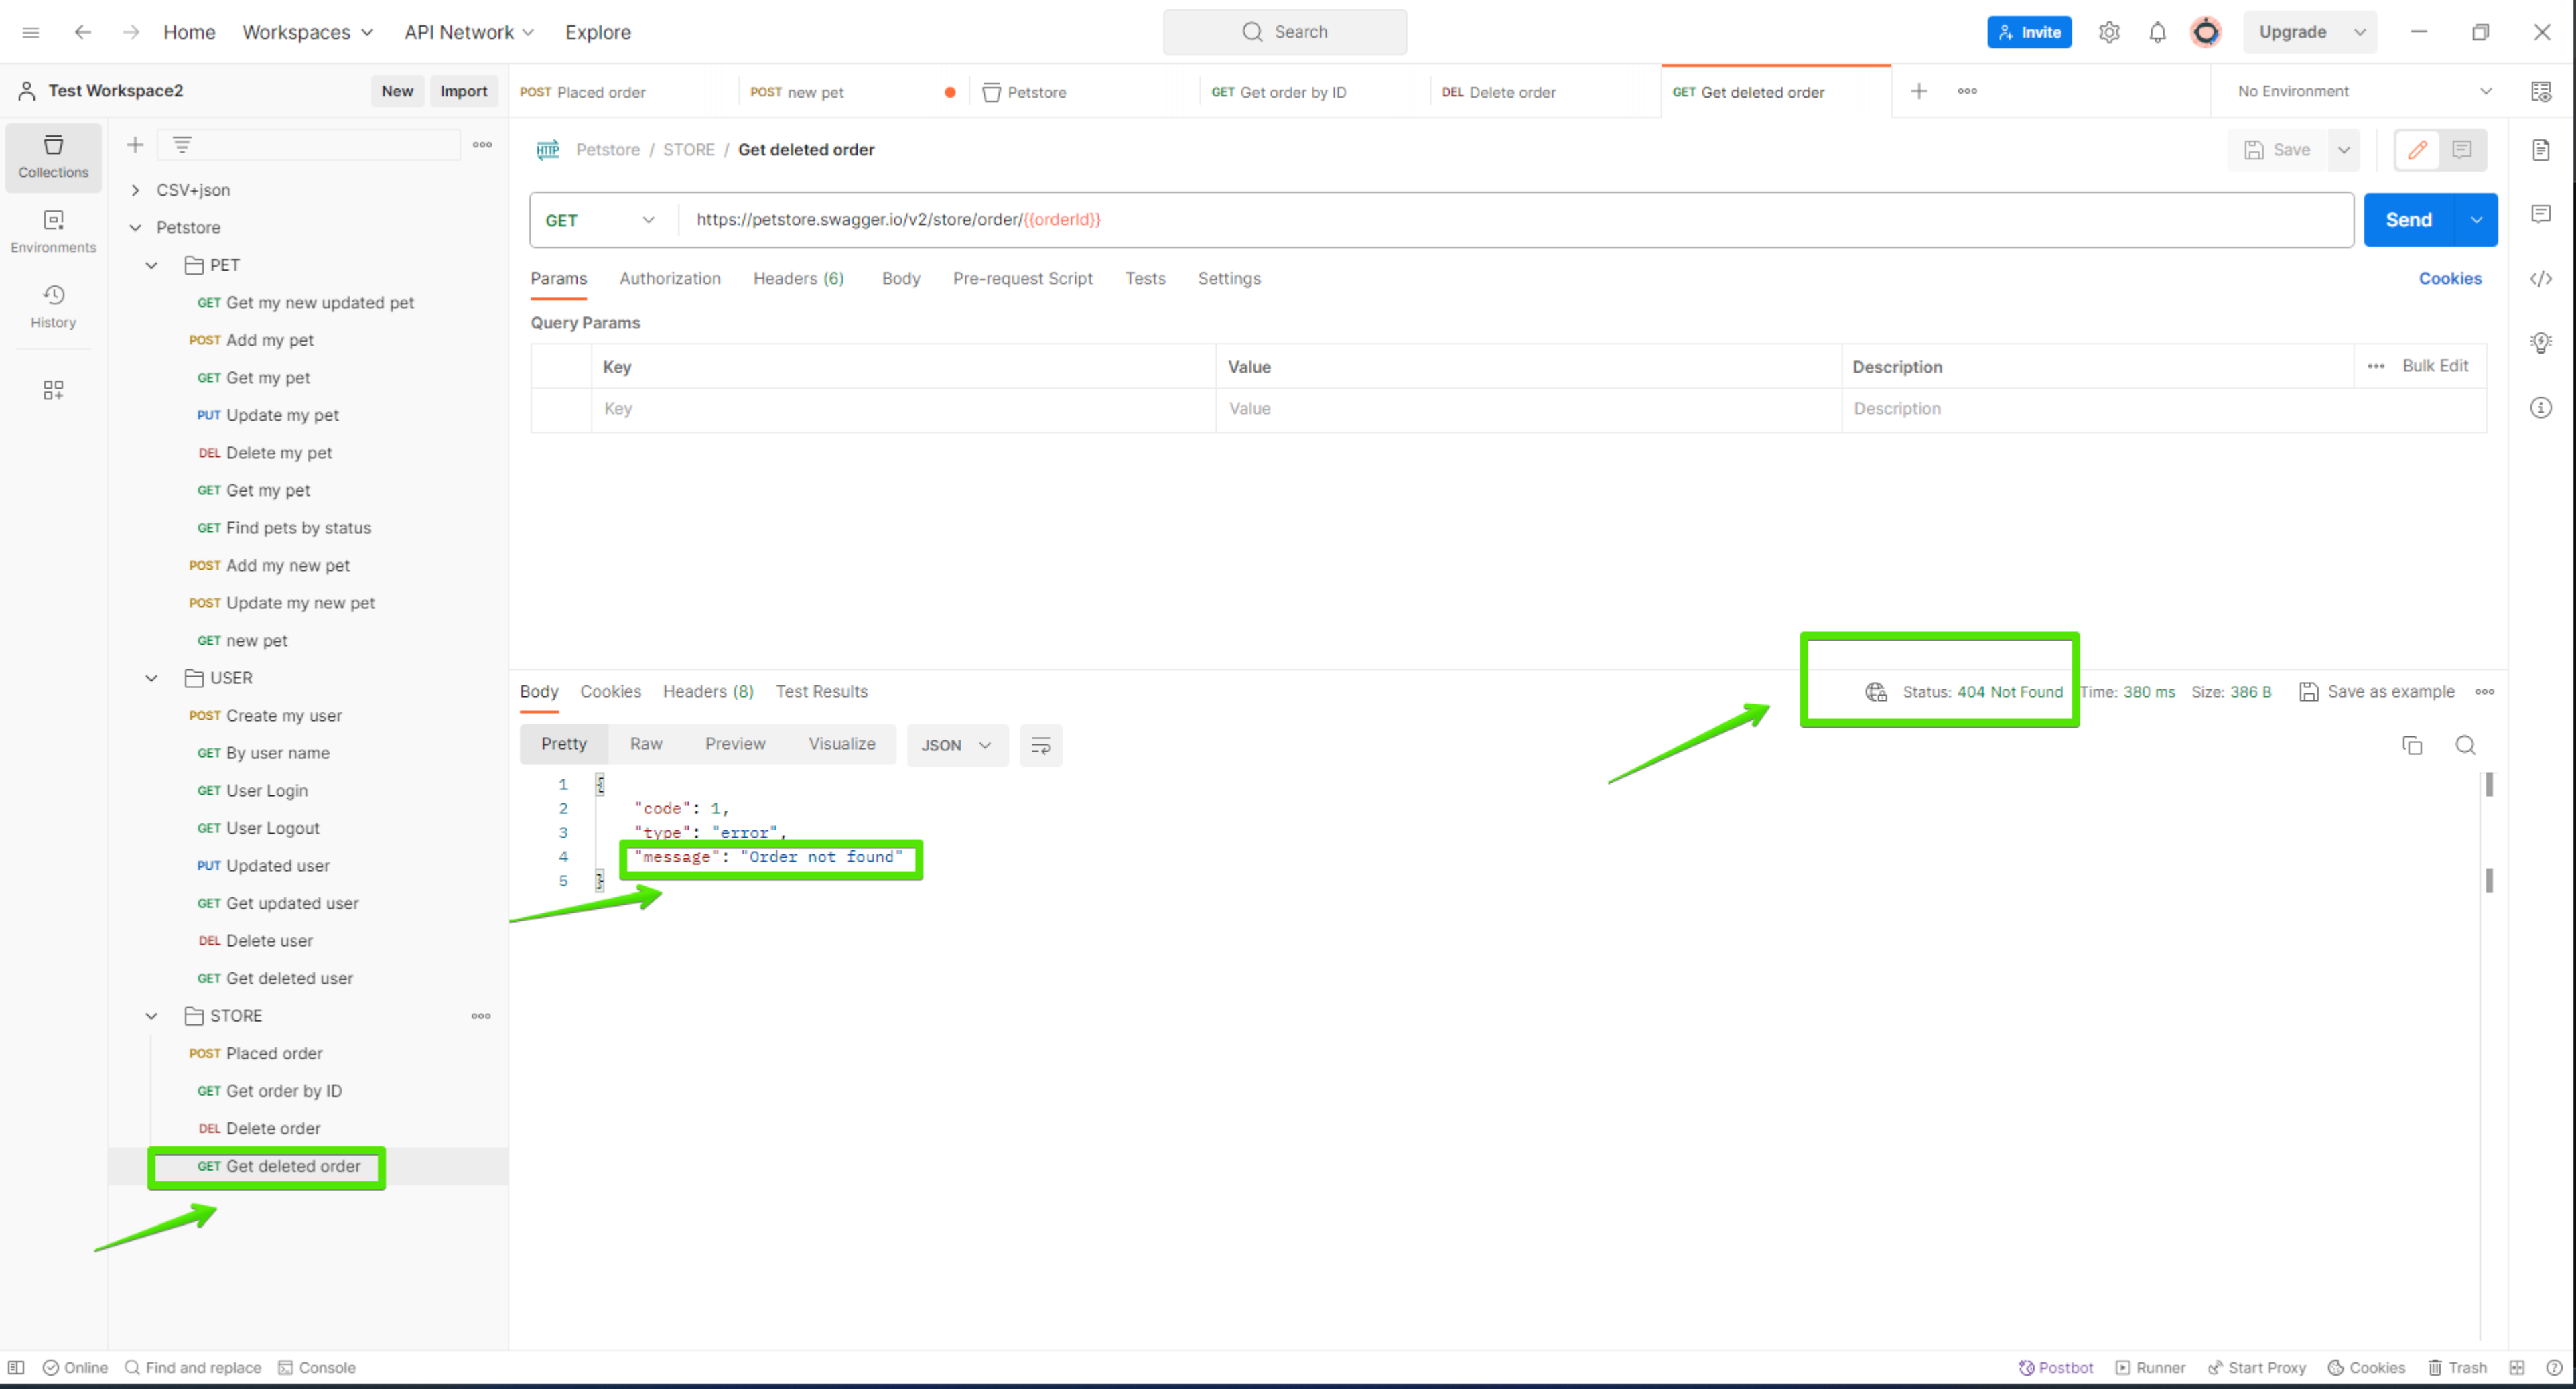 Home Workspaces API Network Explore Search Invite Upgrade
Test Workspace2 New Import
POST Placed order POST new pet Petstore GET Get order by ID DEL Delete order GET Get deleted order No Environment
Collections
Environments
History
CSV+json
Petstore
PET
GET Get my new updated pet
POST Add my pet
GET Get my pet
PUT Update my pet
DEL Delete my pet
GET Get my pet
GET Find pets by status
POST Add my new pet
POST Update my new pet
GET new pet
USER
POST Create my user
GET By user name
GET User Login
GET User Logout
PUT Updated user
GET Get updated user
DEL Delete user
GET Get deleted user
STORE
POST Placed order
GET Get order by ID
DEL Delete order
GET Get deleted order
HTTP Petstore / STORE / Get deleted order Save
GET https://petstore.swagger.io/v2/store/order/{{orderId}} Send
Params Authorization Headers (6) Body Pre-request Script Tests Settings Cookies
Query Params
Key Value Description Bulk Edit
Key Value Description
Body Cookies Headers (8) Test Results Status: 404 Not Found Time: 380 ms Size: 386 B Save as example
Pretty Raw Preview Visualize JSON
1 {
2 "code": 1,
3 "type": "error",
4 "message": "Order not found"
5 }
Online Find and replace Console Postbot Runner Start Proxy Cookies Trash